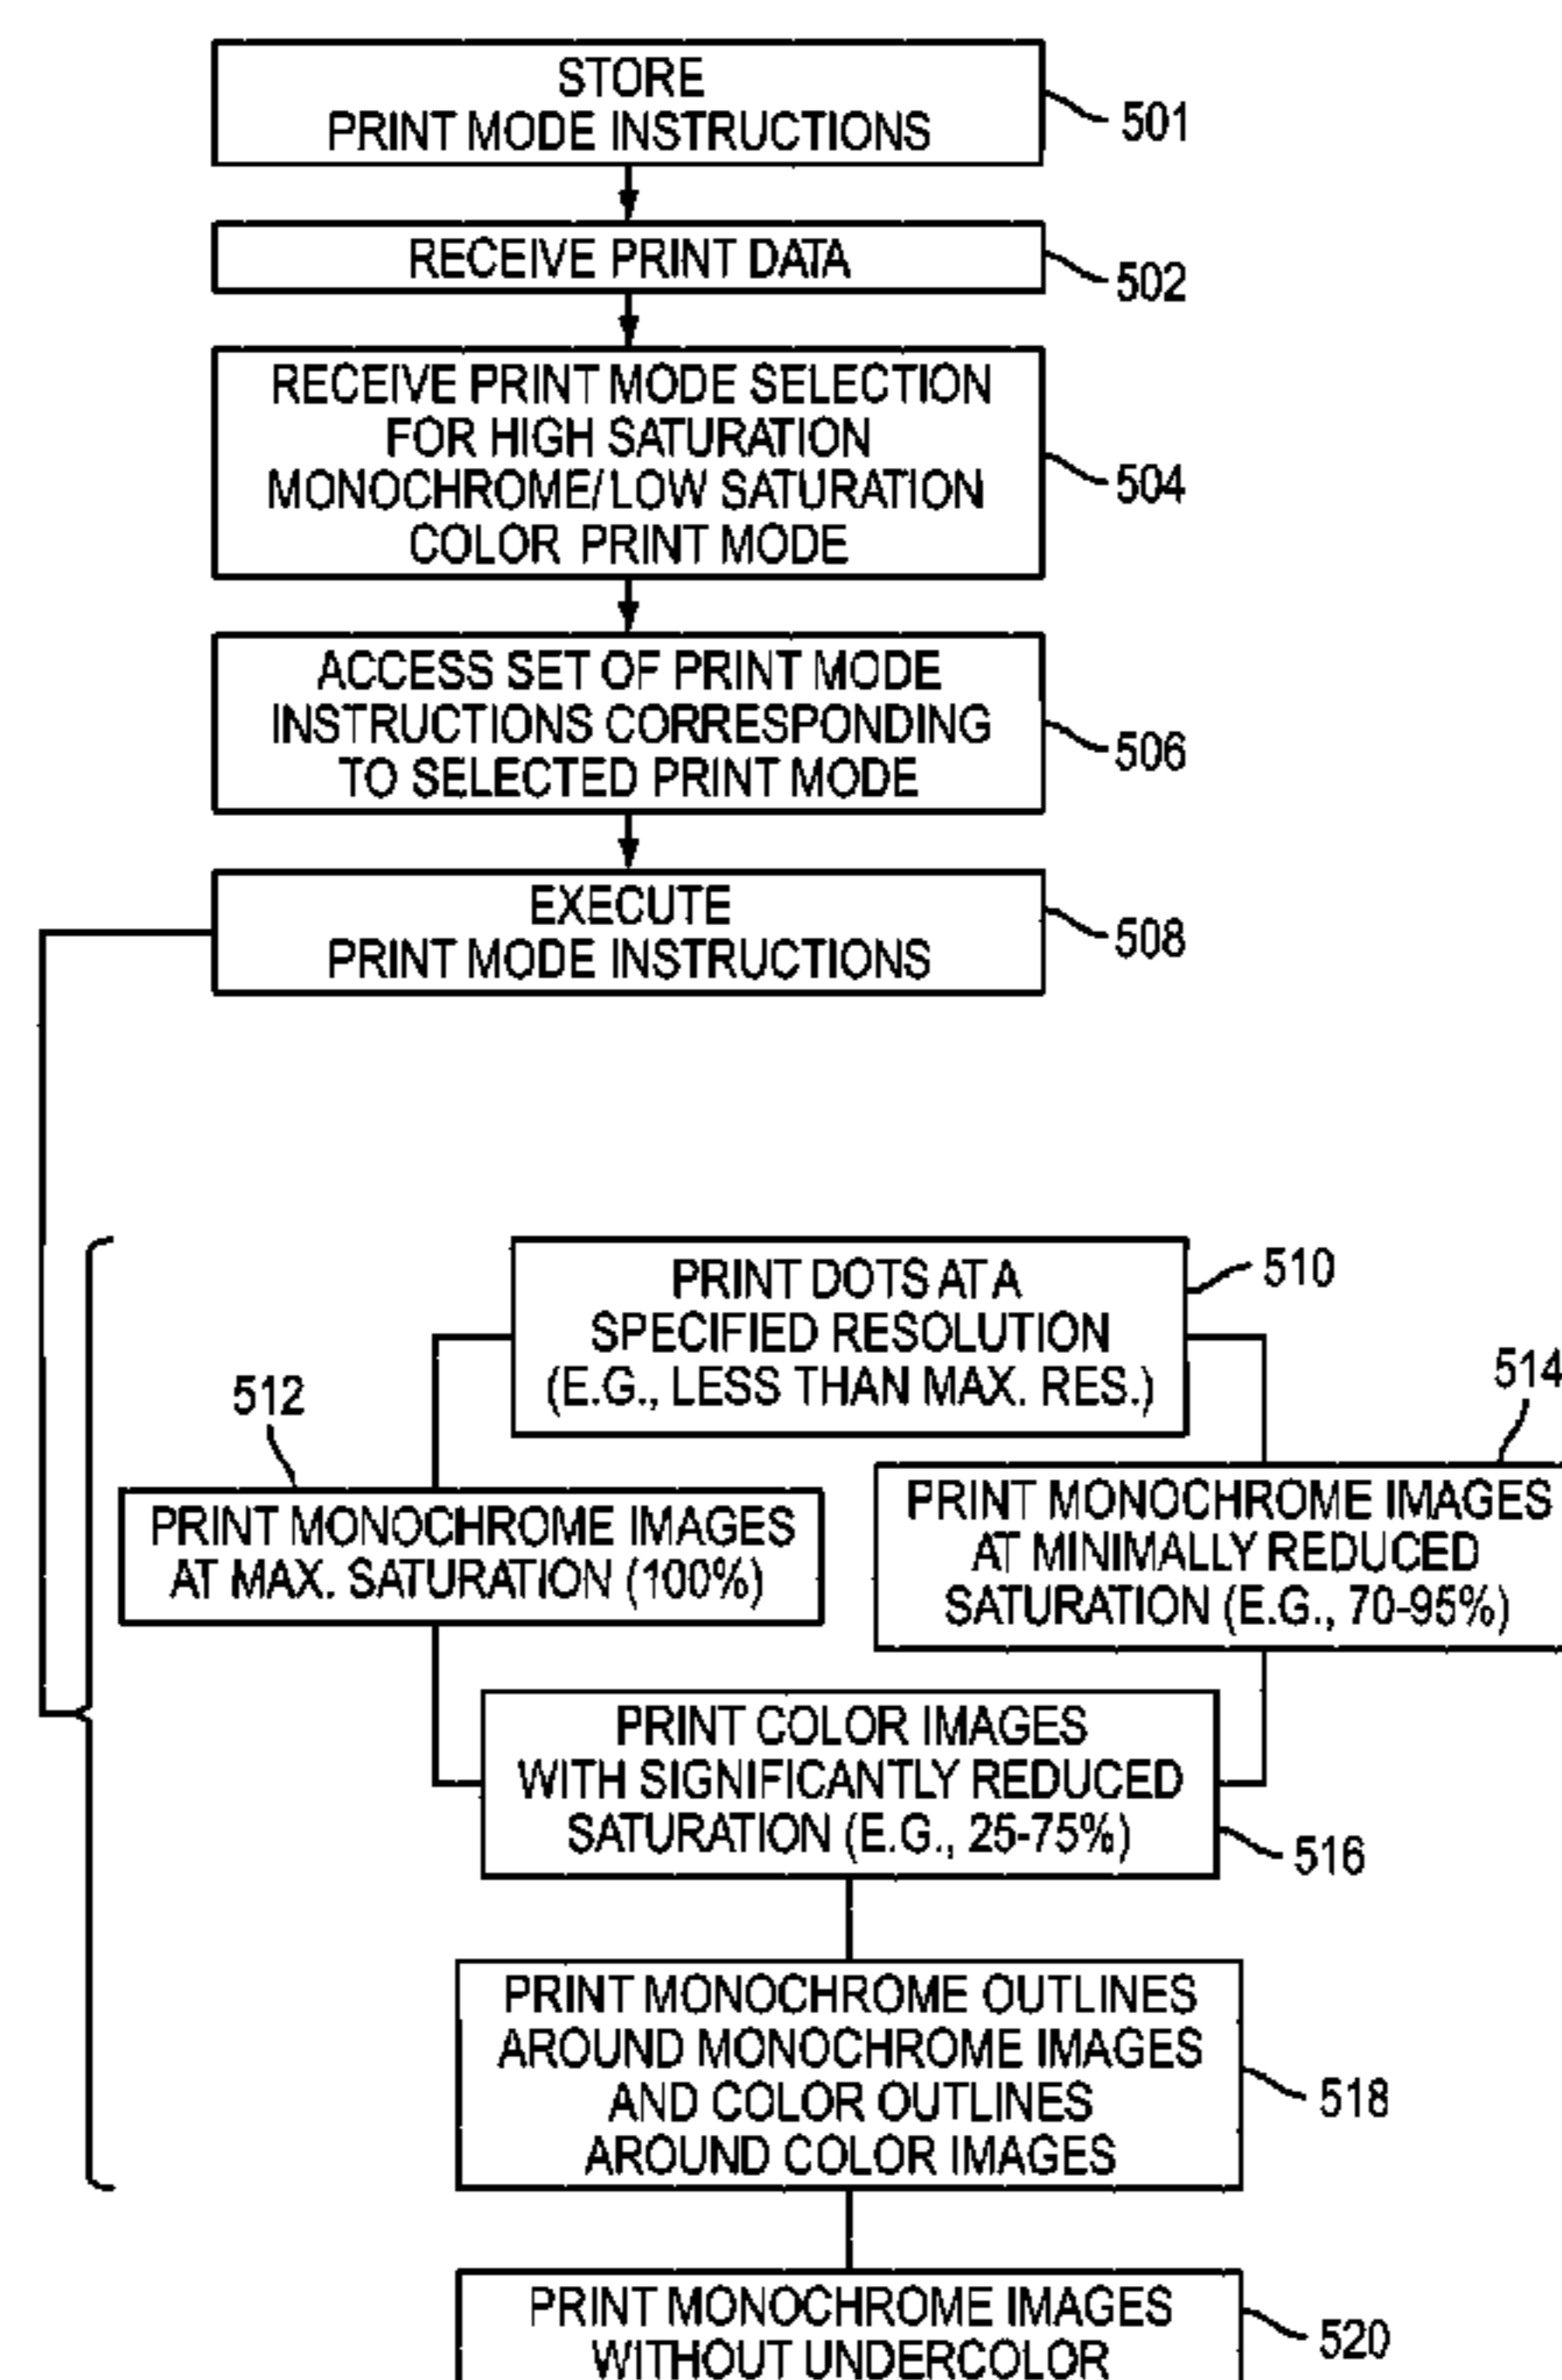 STORE
PRINT MODE INSTRUCTIONS
501
RECEIVE PRINT DATA
502
RECEIVE PRINT MODE SELECTION
FOR HIGH SATURATION
MONOCHROME/LOW SATURATION
COLOR PRINT MODE
504
ACCESS SET OF PRINT MODE
INSTRUCTIONS CORRESPONDING
TO SELECTED PRINT MODE
506
EXECUTE
PRINT MODE INSTRUCTIONS
508
PRINT DOTS AT A
SPECIFIED RESOLUTION
(E.G., LESS THAN MAX. RES.)
510
512
PRINT MONOCHROME IMAGES
AT MAX. SATURATION (100%)
514
PRINT MONOCHROME IMAGES
AT MINIMALLY REDUCED
SATURATION (E.G., 70-95%)
PRINT COLOR IMAGES
WITH SIGNIFICANTLY REDUCED
SATURATION (E.G., 25-75%)
516
PRINT MONOCHROME OUTLINES
AROUND MONOCHROME IMAGES
AND COLOR OUTLINES
AROUND COLOR IMAGES
518
PRINT MONOCHROME IMAGES
WITHOUT UNDERCOLOR
520